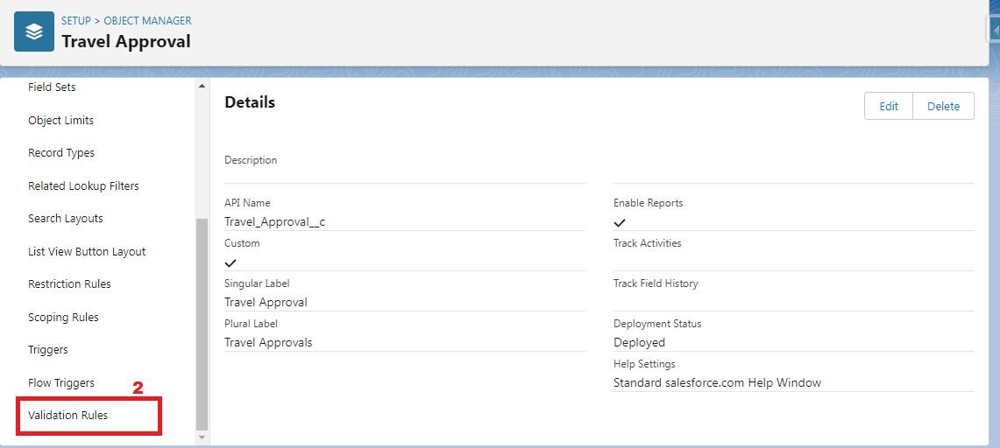 SETUP > OBJECT MANAGER
Travel Approval
Field Sets
Object Limits
Record Types
Related Lookup Filters
Search Layouts
List View Button Layout
Restriction Rules
Scoping Rules
Triggers
Flow Triggers
2
Validation Rules
Details
Edit
Delete
Description
API Name
Travel_Approval__c
Custom
Singular Label
Travel Approval
Plural Label
Travel Approvals
Enable Reports
Track Activities
Track Field History
Deployment Status
Deployed
Help Settings
Standard salesforce.com Help Window